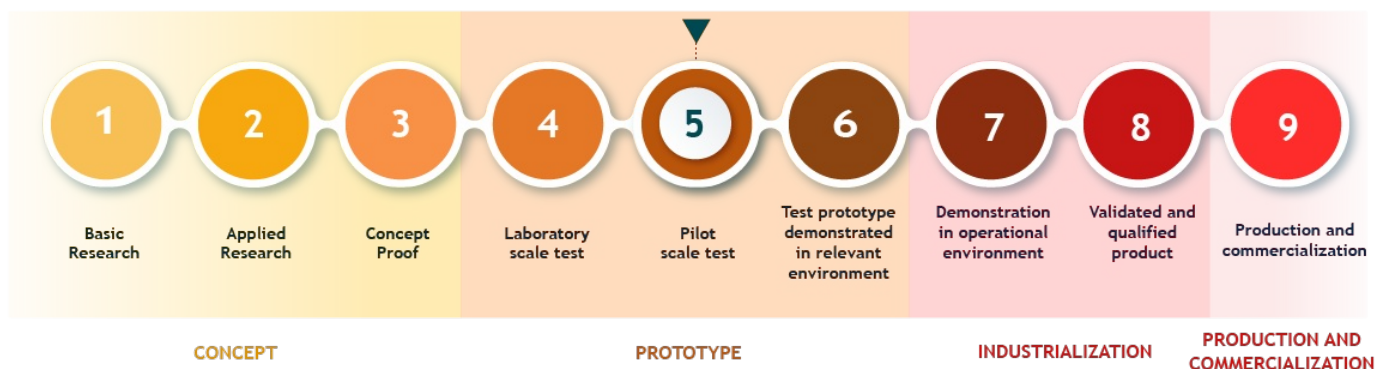 1
2
3
4
5
6
7
8
9
Basic
Research
Applied
Research
Concept
Proof
Laboratory
scale test
Pilot
scale test
Test prototype
demonstrated
in relevant
environment
Demonstration
in operational
environment
Validated and
qualified
product
Production and
commercialization
CONCEPT
PROTOTYPE
INDUSTRIALIZATION
PRODUCTION AND
COMMERCIALIZATION